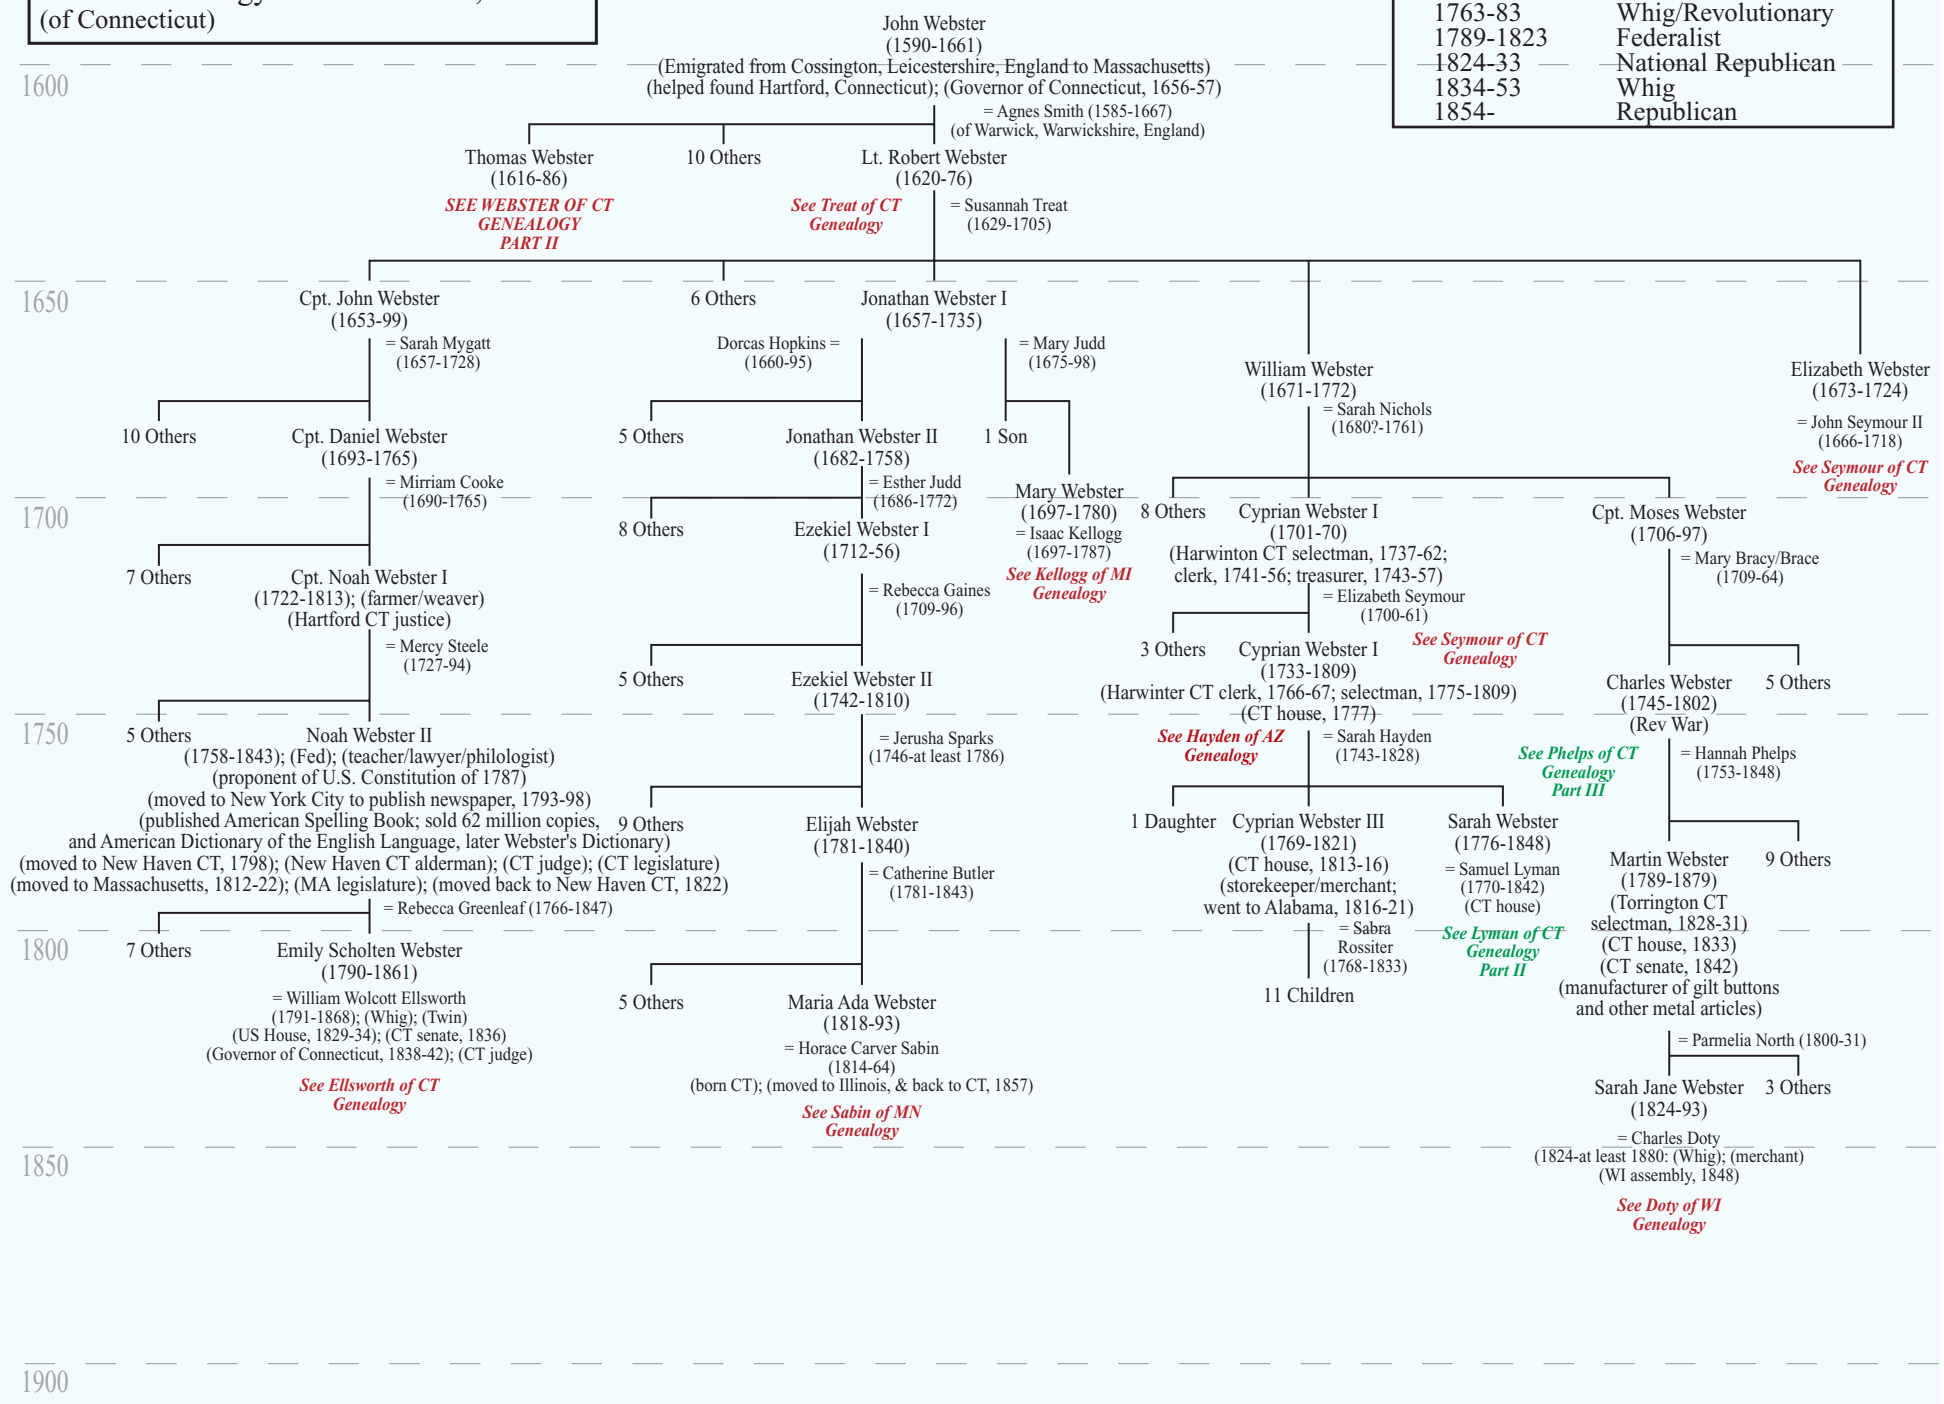 (of Connecticut)
1763-83 Whig/Revolutionary
1789-1823 Federalist
1824-33 National Republican
1834-53 Whig
1854- Republican
John Webster
(1590-1661)
(Emigrated from Cossington, Leicestershire, England to Massachusetts)
(helped found Hartford, Connecticut); (Governor of Connecticut, 1656-57)
= Agnes Smith (1585-1667)
(of Warwick, Warwickshire, England)
1600
Thomas Webster
(1616-86)
SEE WEBSTER OF CT
GENEALOGY
PART II
10 Others
Lt. Robert Webster
(1620-76)
See Treat of CT
Genealogy
= Susannah Treat
(1629-1705)
1650
Cpt. John Webster
(1653-99)
= Sarah Mygatt
(1657-1728)
6 Others
Jonathan Webster I
(1657-1735)
Dorcas Hopkins =
(1660-95)
= Mary Judd
(1675-98)
William Webster
(1671-1772)
= Sarah Nichols
(1680?-1761)
Elizabeth Webster
(1673-1724)
= John Seymour II
(1666-1718)
See Seymour of CT
Genealogy
10 Others
Cpt. Daniel Webster
(1693-1765)
= Mirriam Cooke
(1690-1765)
5 Others
Jonathan Webster II
(1682-1758)
= Esther Judd
(1686-1772)
1 Son
Mary Webster
(1697-1780)
= Isaac Kellogg
(1697-1787)
See Kellogg of MI
Genealogy
1700
8 Others
Ezekiel Webster I
(1712-56)
= Rebecca Gaines
(1709-96)
8 Others
Cyprian Webster I
(1701-70)
(Harwinton CT selectman, 1737-62;
clerk, 1741-56; treasurer, 1743-57)
= Elizabeth Seymour
(1700-61)
See Seymour of CT
Genealogy
Cpt. Moses Webster
(1706-97)
= Mary Bracy/Brace
(1709-64)
7 Others
Cpt. Noah Webster I
(1722-1813); (farmer/weaver)
(Hartford CT justice)
= Mercy Steele
(1727-94)
5 Others
Ezekiel Webster II
(1742-1810)
= Jerusha Sparks
(1746-at least 1786)
3 Others
Cyprian Webster I
(1733-1809)
(Harwinter CT clerk, 1766-67; selectman, 1775-1809)
(CT house, 1777)
See Hayden of AZ
Genealogy
= Sarah Hayden
(1743-1828)
Charles Webster
(1745-1802)
(Rev War)
5 Others
See Phelps of CT
Genealogy
Part III
= Hannah Phelps
(1753-1848)
1750
5 Others
Noah Webster II
(1758-1843); (Fed); (teacher/lawyer/philologist)
(proponent of U.S. Constitution of 1787)
(moved to New York City to publish newspaper, 1793-98)
(published American Spelling Book; sold 62 million copies,
and American Dictionary of the English Language, later Webster's Dictionary)
(moved to New Haven CT, 1798); (New Haven CT alderman); (CT judge); (CT legislature)
(moved to Massachusetts, 1812-22); (MA legislature); (moved back to New Haven CT, 1822)
= Rebecca Greenleaf (1766-1847)
9 Others
Elijah Webster
(1781-1840)
= Catherine Butler
(1781-1843)
1 Daughter
Cyprian Webster III
(1769-1821)
(CT house, 1813-16)
(storekeeper/merchant;
went to Alabama, 1816-21)
= Sabra
Rossiter
(1768-1833)
11 Children
Sarah Webster
(1776-1848)
= Samuel Lyman
(1770-1842)
(CT house)
See Lyman of CT
Genealogy
Part II
Martin Webster
(1789-1879)
(Torrington CT
selectman, 1828-31)
(CT house, 1833)
(CT senate, 1842)
(manufacturer of gilt buttons
and other metal articles)
= Parmelia North (1800-31)
9 Others
1800
7 Others
Emily Scholten Webster
(1790-1861)
= William Wolcott Ellsworth
(1791-1868); (Whig); (Twin)
(US House, 1829-34); (CT senate, 1836)
(Governor of Connecticut, 1838-42); (CT judge)
See Ellsworth of CT
Genealogy
5 Others
Maria Ada Webster
(1818-93)
= Horace Carver Sabin
(1814-64)
(born CT); (moved to Illinois, & back to CT, 1857)
See Sabin of MN
Genealogy
Sarah Jane Webster
(1824-93)
3 Others
= Charles Doty
(1824-at least 1880: (Whig); (merchant)
(WI assembly, 1848)
See Doty of WI
Genealogy
1850
1900